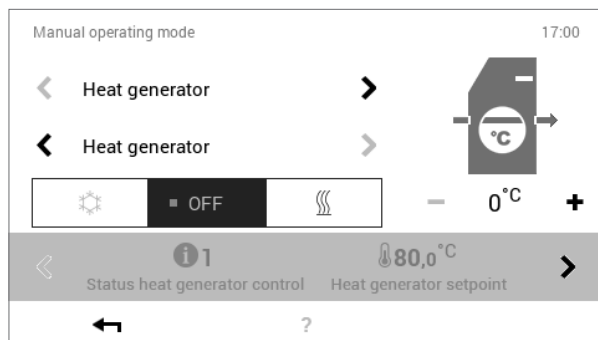 Manual operating mode 17:00
Heat generator
°C
Heat generator
OFF 0°C +
1 80,0°C
Status heat generator control Heat generator setpoint
?